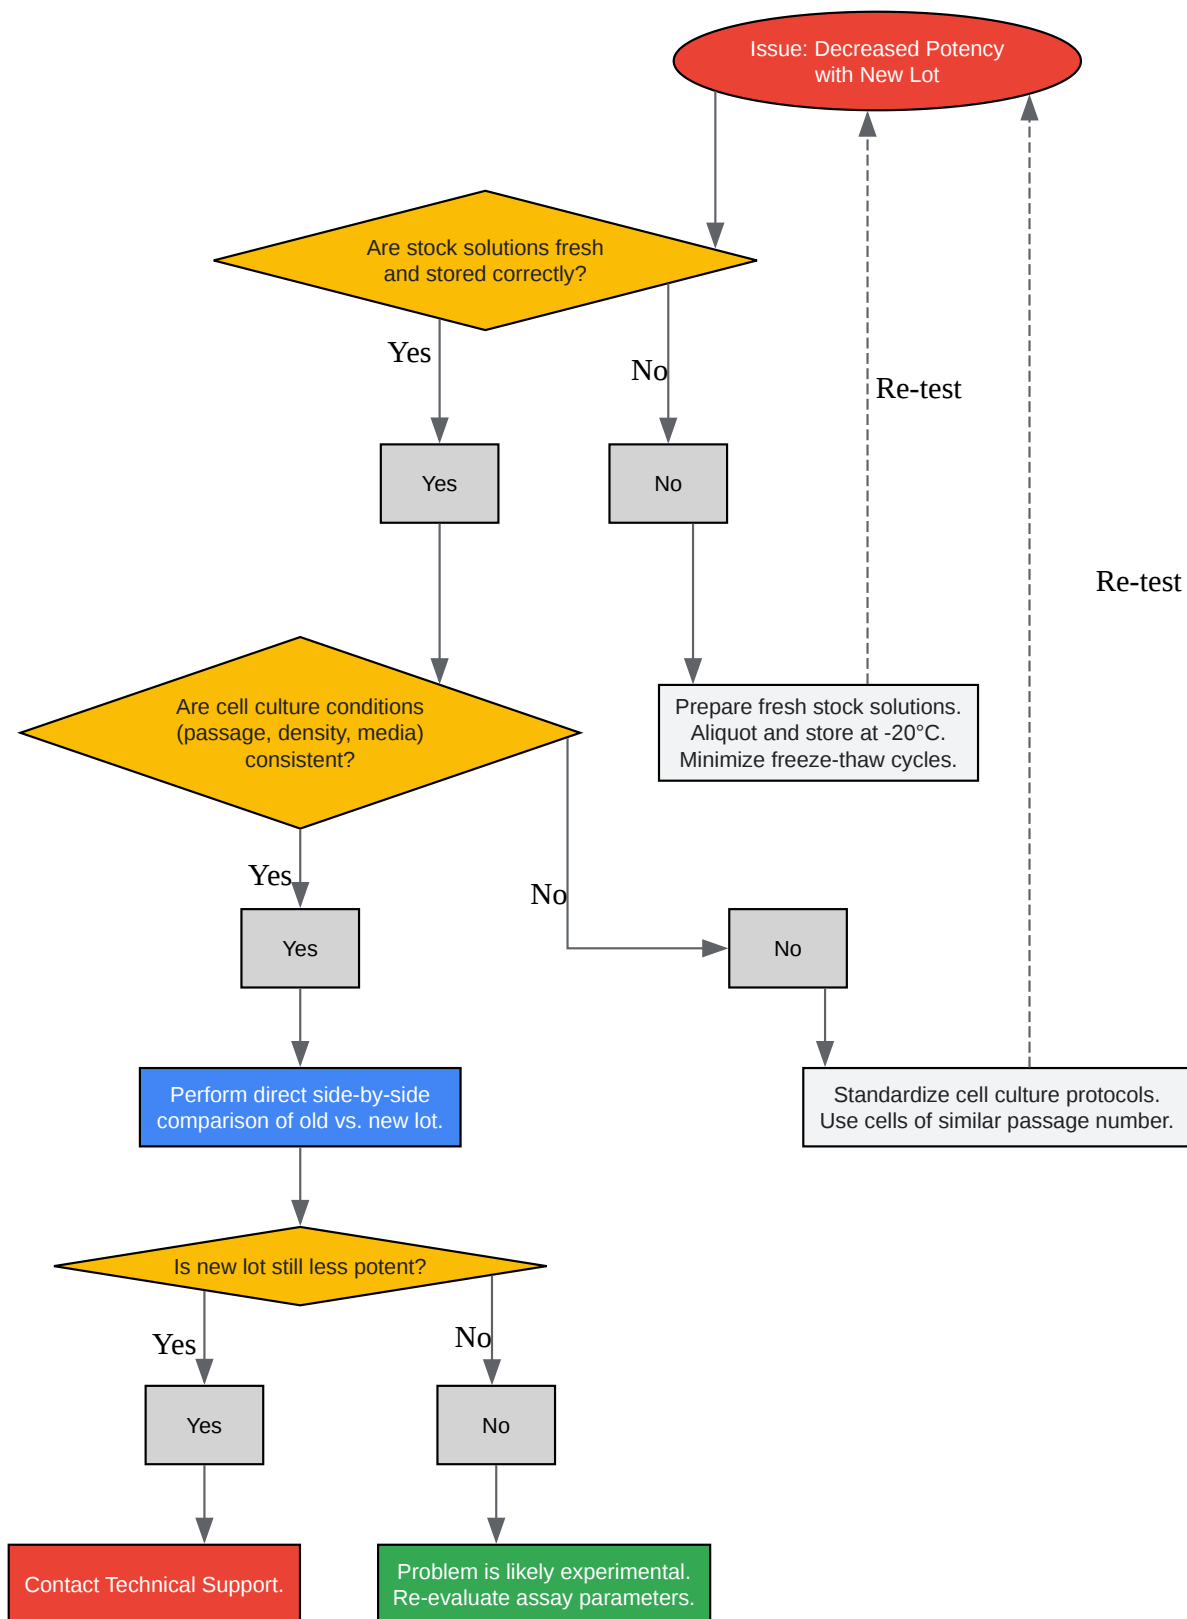 Issue: Decreased Potency
with New Lot
Are stock solutions fresh
and stored correctly?
Yes
No
Re-test
Yes
No
Re-test
Are cell culture conditions
(passage, density, media)
consistent?
Prepare fresh stock solutions.
Aliquot and store at -20°C.
Minimize freeze-thaw cycles.
Yes
No
Yes
No
Perform direct side-by-side
comparison of old vs. new lot.
Standardize cell culture protocols.
Use cells of similar passage number.
Is new lot still less potent?
Yes
No
Yes
No
Contact Technical Support.
Problem is likely experimental.
Re-evaluate assay parameters.